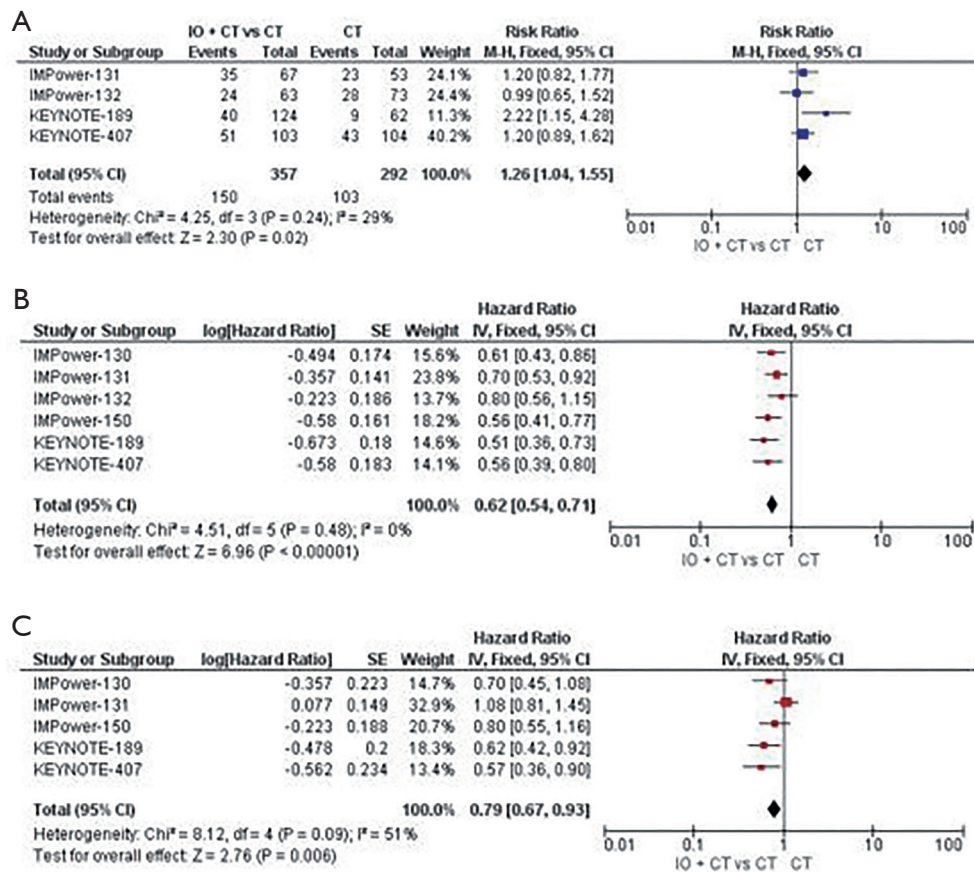 A
IO + CT vs CT CT Risk Ratio Risk Ratio
Study or Subgroup Events Total Events Total Weight M-H, Fixed, 95% CI M-H, Fixed, 95% CI
IMPower-131 35 67 23 53 24.1% 1.20 [0.82, 1.77]
IMPower-132 24 63 28 73 24.4% 0.99 [0.65, 1.52]
KEYNOTE-189 40 124 9 62 11.3% 2.22 [1.15, 4.28]
KEYNOTE-407 51 103 43 104 40.2% 1.20 [0.89, 1.62]
Total (95% CI) 357 292 100.0% 1.26 [1.04, 1.55]
Total events 150 103
Heterogeneity: Chi² = 4.25, df = 3 (P = 0.24); I² = 29%
Test for overall effect: Z = 2.30 (P = 0.02)
0.01 0.1 1 10 100
IO + CT vs CT CT
B
Hazard Ratio Hazard Ratio
Study or Subgroup log[Hazard Ratio] SE Weight IV, Fixed, 95% CI IV, Fixed, 95% CI
IMPower-130 -0.494 0.174 15.6% 0.61 [0.43, 0.86]
IMPower-131 -0.357 0.141 23.8% 0.70 [0.53, 0.92]
IMPower-132 -0.223 0.186 13.7% 0.80 [0.56, 1.15]
IMPower-150 -0.58 0.161 18.2% 0.56 [0.41, 0.77]
KEYNOTE-189 -0.673 0.18 14.6% 0.51 [0.36, 0.73]
KEYNOTE-407 -0.58 0.183 14.1% 0.56 [0.39, 0.80]
Total (95% CI) 100.0% 0.62 [0.54, 0.71]
Heterogeneity: Chi² = 4.51, df = 5 (P = 0.48); I² = 0%
Test for overall effect: Z = 6.96 (P < 0.00001)
0.01 0.1 1 10 100
IO + CT vs CT CT
C
Hazard Ratio Hazard Ratio
Study or Subgroup log[Hazard Ratio] SE Weight IV, Fixed, 95% CI IV, Fixed, 95% CI
IMPower-130 -0.357 0.223 14.7% 0.70 [0.45, 1.08]
IMPower-131 0.077 0.149 32.9% 1.08 [0.81, 1.45]
IMPower-150 -0.223 0.188 20.7% 0.80 [0.55, 1.16]
KEYNOTE-189 -0.478 0.2 18.3% 0.62 [0.42, 0.92]
KEYNOTE-407 -0.562 0.234 13.4% 0.57 [0.36, 0.90]
Total (95% CI) 100.0% 0.79 [0.67, 0.93]
Heterogeneity: Chi² = 8.12, df = 4 (P = 0.09); I² = 51%
Test for overall effect: Z = 2.76 (P = 0.006)
0.01 0.1 1 10 100
IO + CT vs CT CT